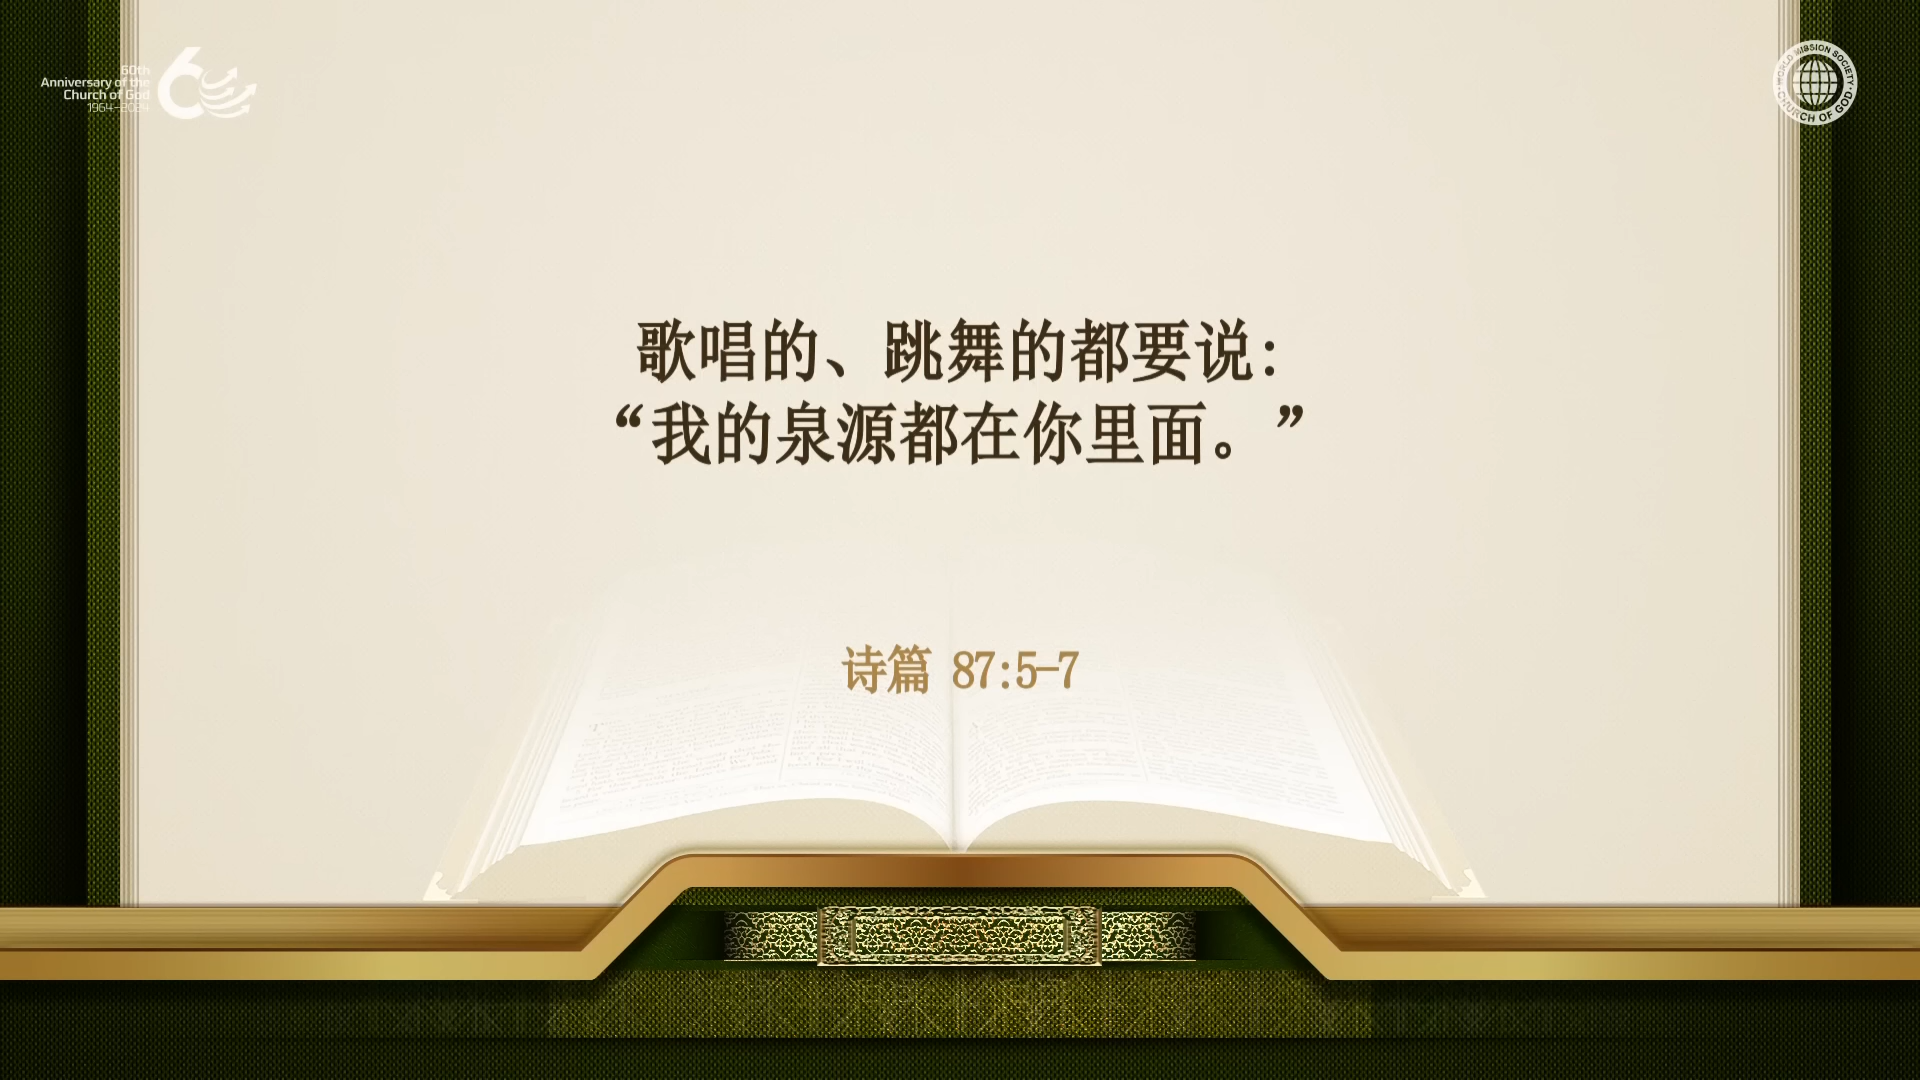 60th
Anniversary of the
Church of God
1964–2024
WORLD MISSION SOCIETY
CHURCH OF GOD
歌唱的、跳舞的都要说：
“我的泉源都在你里面。”
诗篇 87:5-7